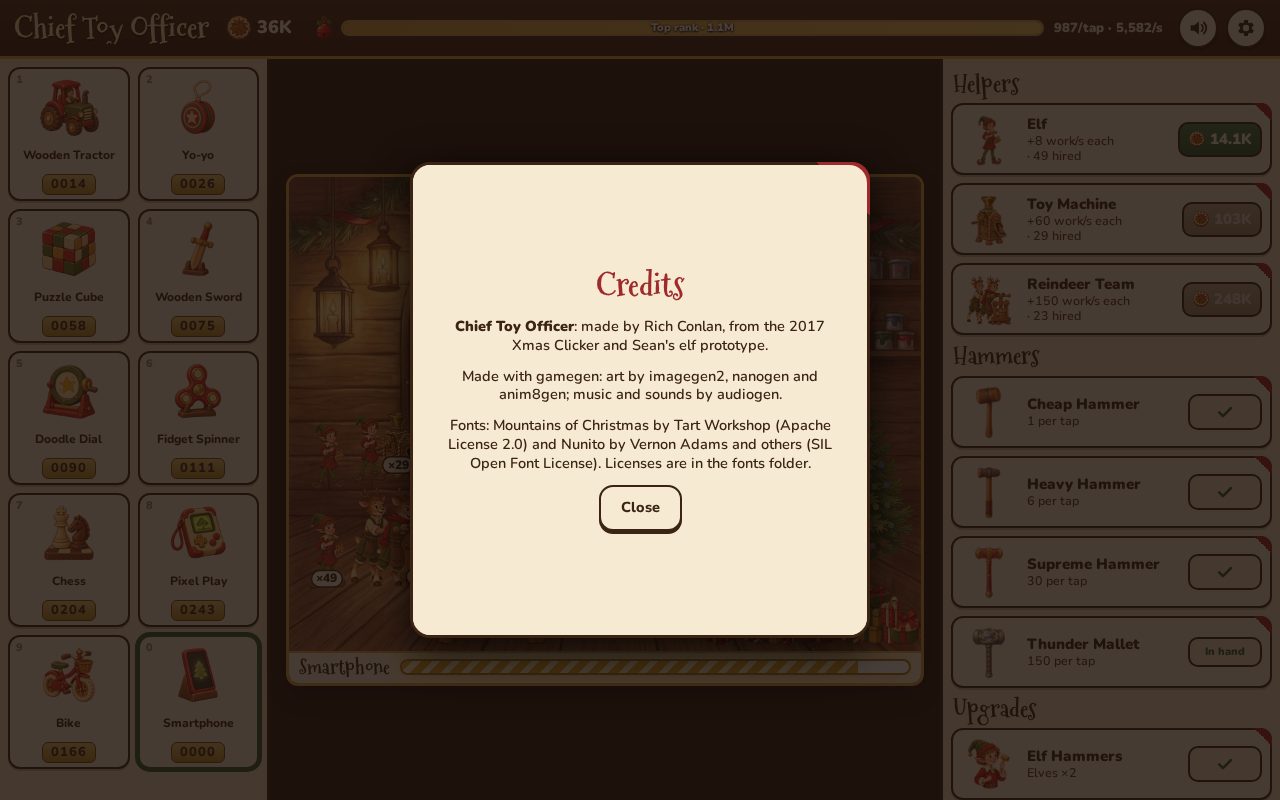 Chief Toy Officer
36K
Top rank · 1.1M
987/tap · 5,582/s
1
Wooden Tractor
0014
2
Yo-yo
0026
3
Puzzle Cube
0058
4
Wooden Sword
0075
5
Doodle Dial
0090
6
Fidget Spinner
0111
7
Chess
0204
8
Pixel Play
0243
9
Bike
0166
0
Smartphone
0000
×29
×49
Smartphone
Credits
Chief Toy Officer: made by Rich Conlan, from the 2017
Xmas Clicker and Sean's elf prototype.
Made with gamegen: art by imagegen2, nanogen and
anim8gen; music and sounds by audiogen.
Fonts: Mountains of Christmas by Tart Workshop (Apache
License 2.0) and Nunito by Vernon Adams and others (SIL
Open Font License). Licenses are in the fonts folder.
Close
Helpers
Elf
+8 work/s each
· 49 hired
14.1K
Toy Machine
+60 work/s each
· 29 hired
103K
Reindeer Team
+150 work/s each
· 23 hired
248K
Hammers
Cheap Hammer
1 per tap
Heavy Hammer
6 per tap
Supreme Hammer
30 per tap
Thunder Mallet
150 per tap
In hand
Upgrades
Elf Hammers
Elves ×2